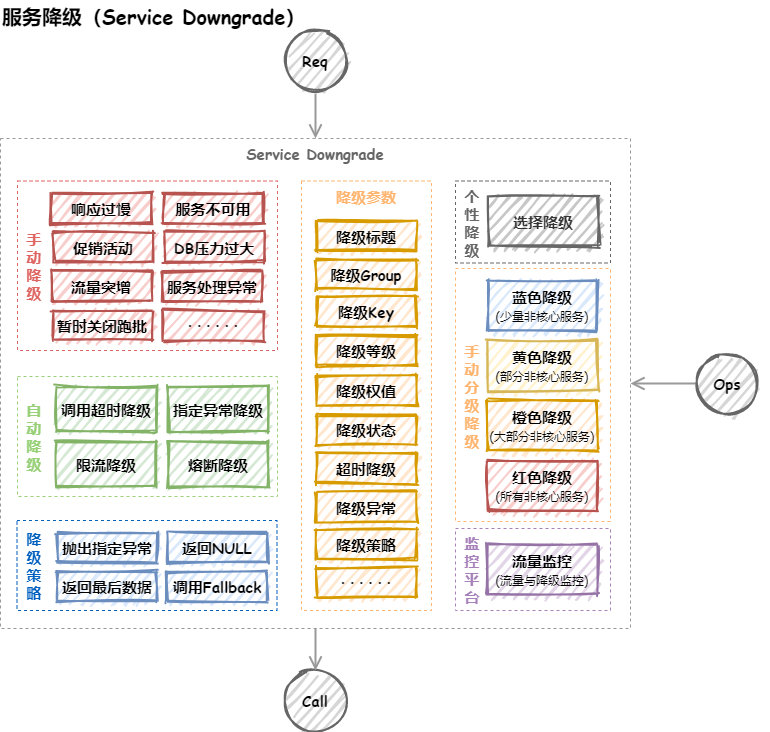 服务降级（Service Downgrade）
Req
Service Downgrade
手动降级
响应过慢
服务不可用
促销活动
DB压力过大
流量突增
服务处理异常
暂时关闭跑批
······
自动降级
调用超时降级
指定异常降级
限流降级
熔断降级
降级策略
抛出指定异常
返回NULL
返回最后数据
调用Fallback
降级参数
降级标题
降级Group
降级Key
降级等级
降级权值
降级状态
超时降级
降级异常
降级策略
······
个性降级
选择降级
手动分级降级
蓝色降级
(少量非核心服务)
黄色降级
(部分非核心服务)
橙色降级
(大部分非核心服务)
红色降级
(所有非核心服务)
监控平台
流量监控
(流量与降级监控)
Ops
Call